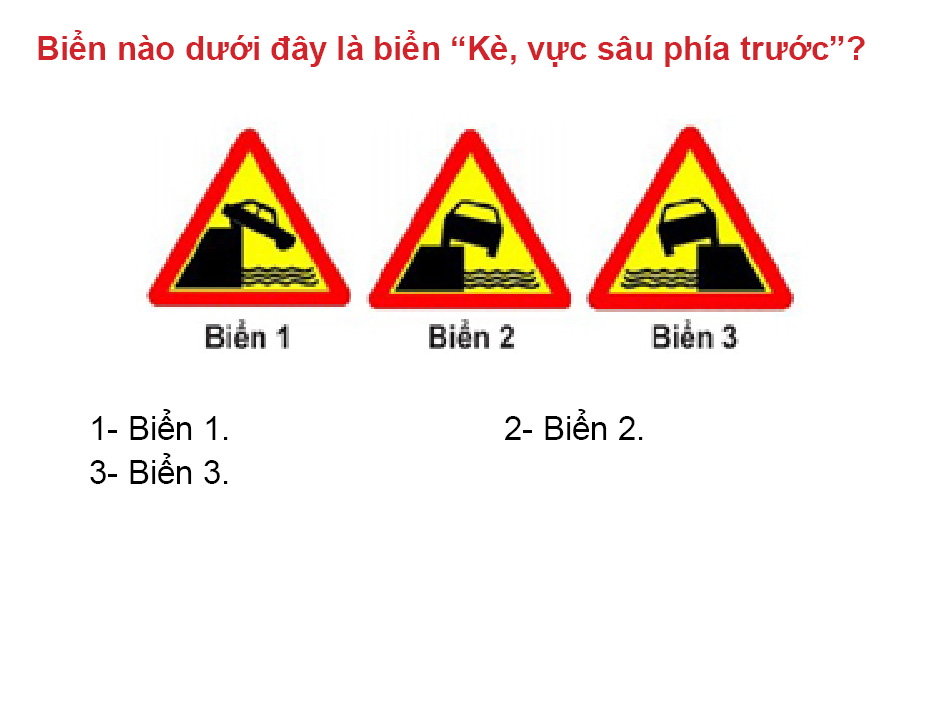 Biển nào dưới đây là biển “Kè, vực sâu phía trước”?
Biển 1 Biển 2 Biển 3
1- Biển 1. 2- Biển 2.
3- Biển 3.